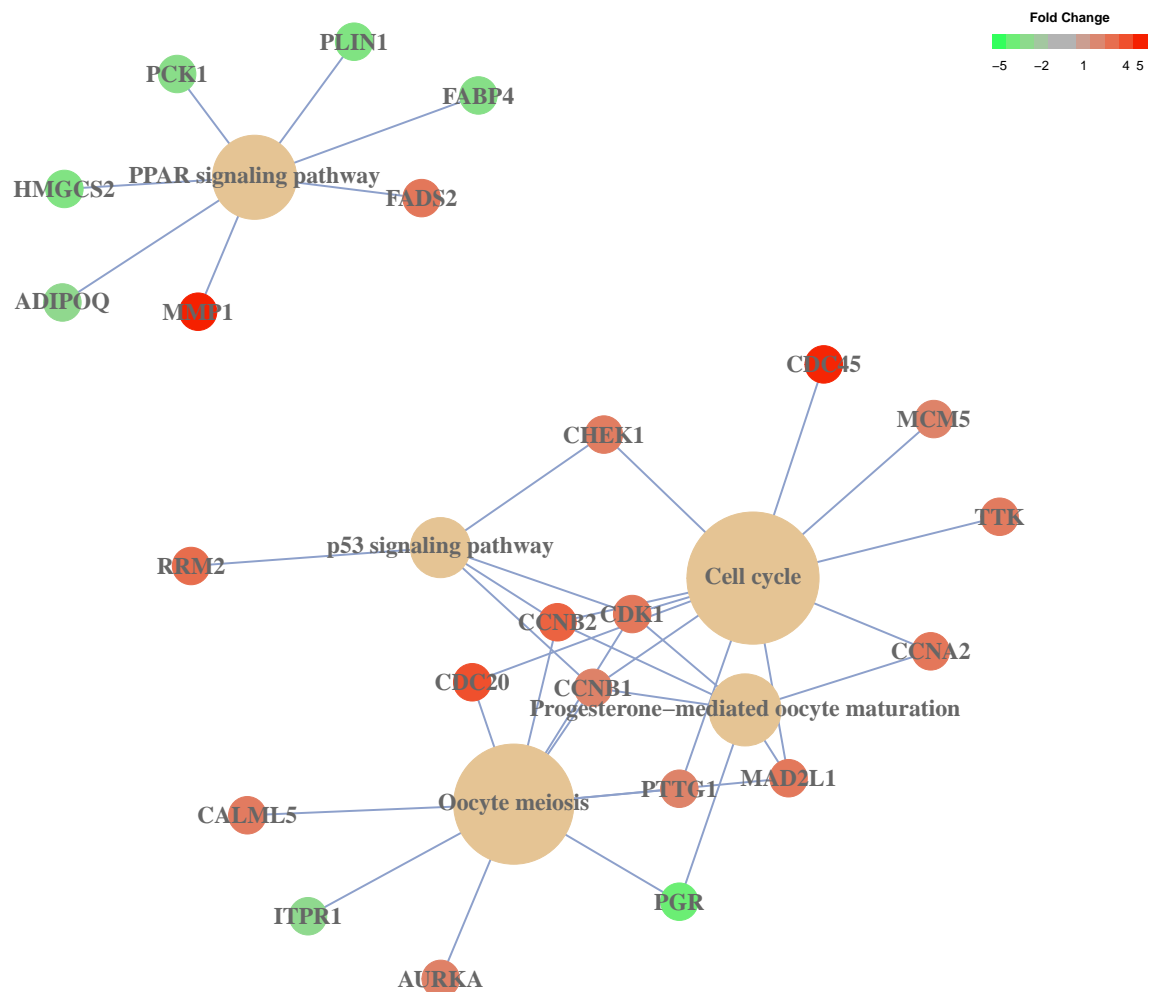 Fold Change
−5 −2 1 4 5
PLIN1
PCK1
FABP4
PPAR signaling pathway
HMGCS2
FADS2
ADIPOQ
MMP1
CDC45
MCM5
CHEK1
TTK
p53 signaling pathway
RRM2
Cell cycle
CCNB2
CDK1
CCNA2
CDC20
CCNB1
Progesterone−mediated oocyte maturation
PTTG1
MAD2L1
Oocyte meiosis
CALML5
PGR
ITPR1
AURKA